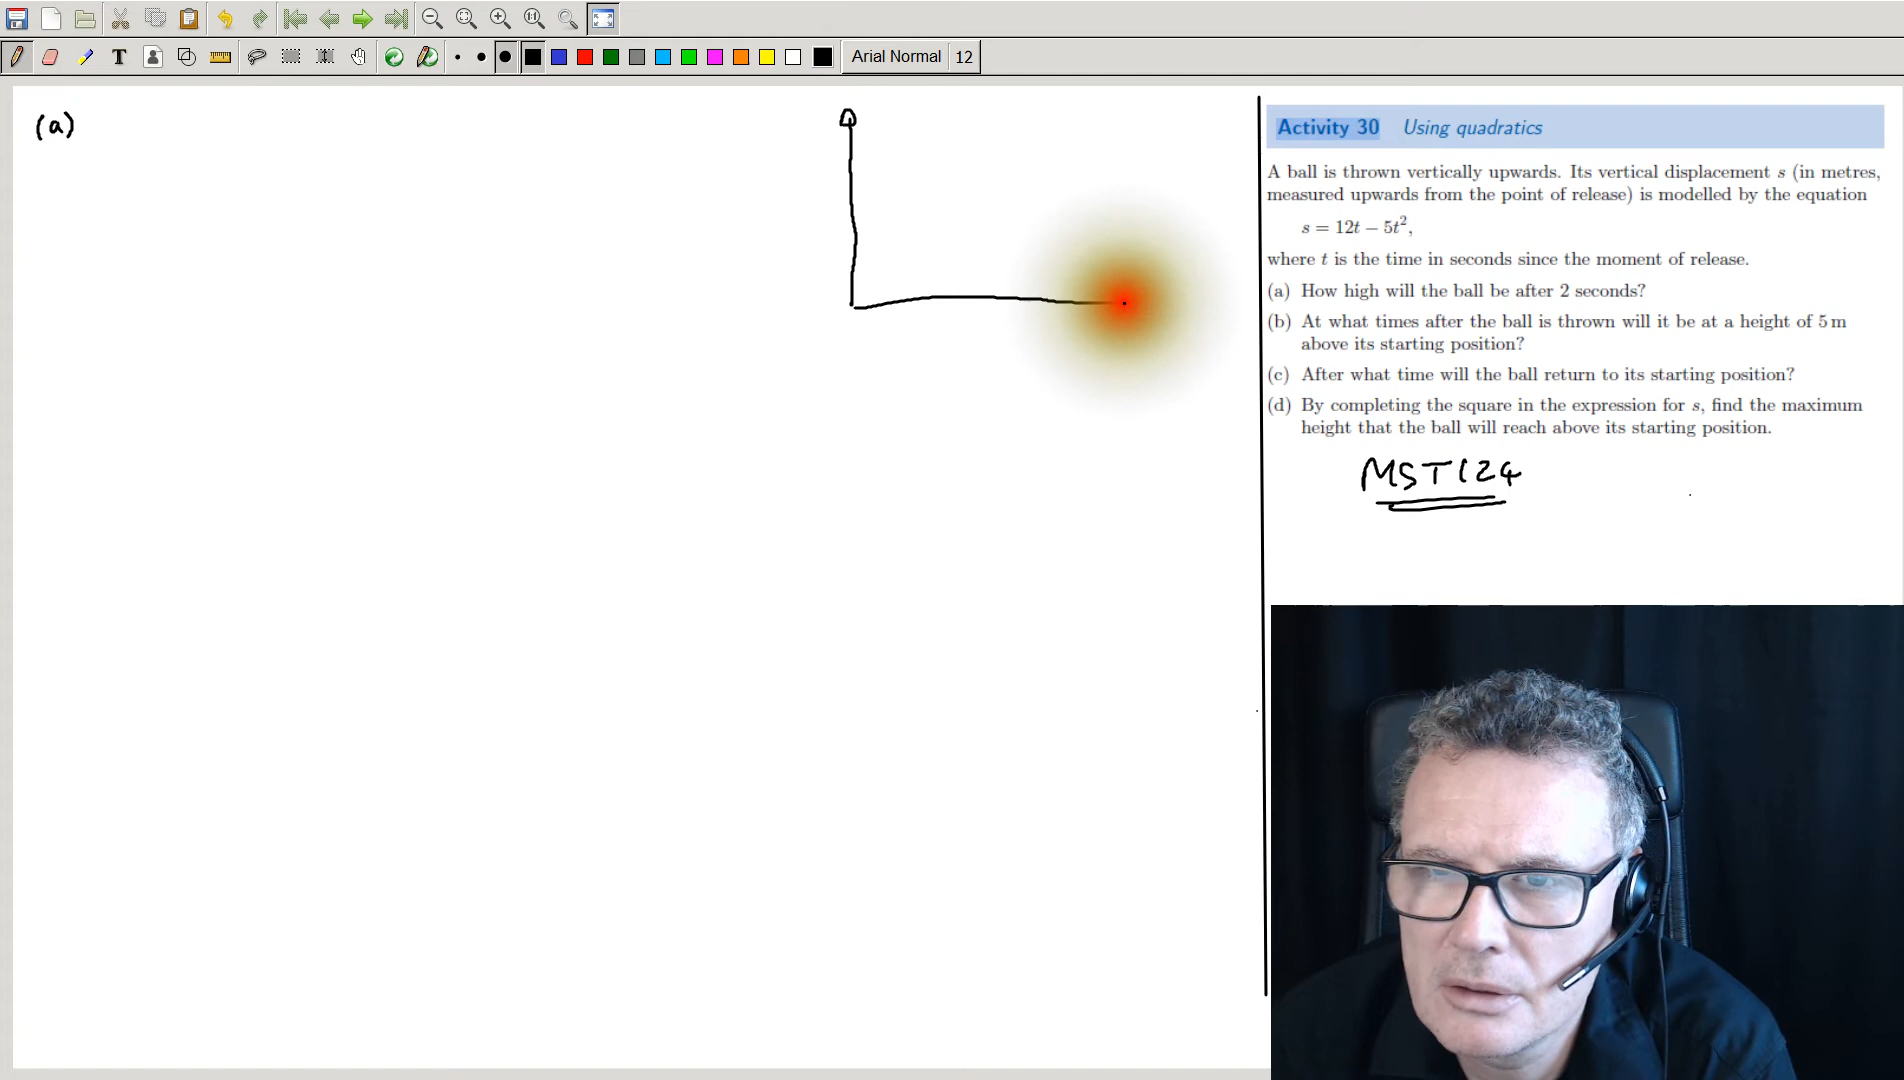 Arial Normal 12
(a)
Activity 30 Using quadratics
A ball is thrown vertically upwards. Its vertical displacement s (in metres,
measured upwards from the point of release) is modelled by the equation
s = 12t − 5t²,
where t is the time in seconds since the moment of release.
(a) How high will the ball be after 2 seconds?
(b) At what times after the ball is thrown will it be at a height of 5 m
above its starting position?
(c) After what time will the ball return to its starting position?
(d) By completing the square in the expression for s, find the maximum
height that the ball will reach above its starting position.
MST124